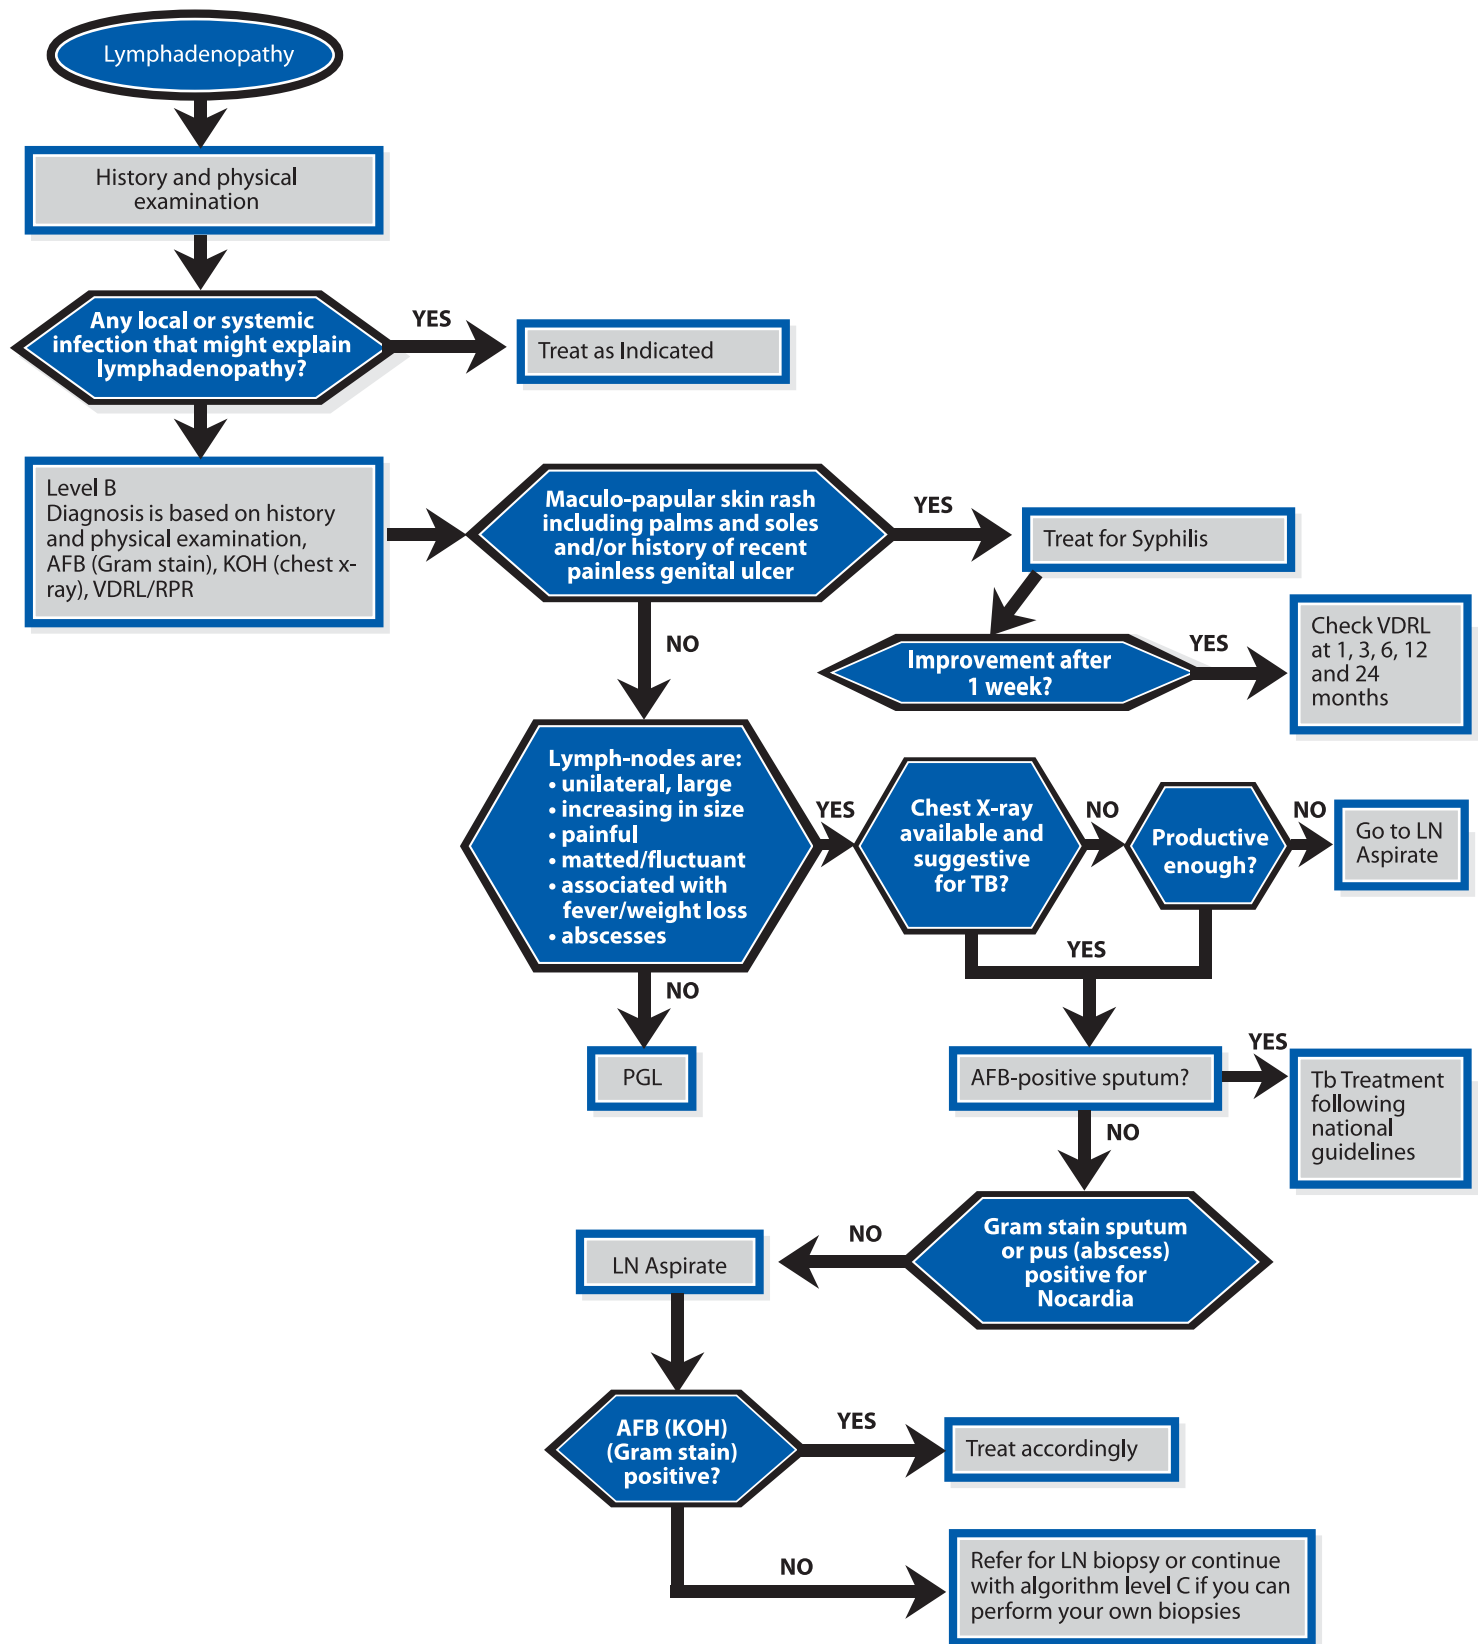 Lymphadenopathy
History and physical
examination
Any local or systemic
infection that might explain
lymphadenopathy?
YES
Treat as Indicated
Level B
Diagnosis is based on history
and physical examination,
AFB (Gram stain), KOH (chest x-
ray), VDRL/RPR
Maculo-papular skin rash
including palms and soles
and/or history of recent
painless genital ulcer
YES
Treat for Syphilis
Improvement after
1 week?
YES
Check VDRL
at 1, 3, 6, 12
and 24
months
NO
Lymph-nodes are:
• unilateral, large
• increasing in size
• painful
• matted/fluctuant
• associated with
fever/weight loss
• abscesses
YES
Chest X-ray
available and
suggestive
for TB?
NO
Productive
enough?
NO
Go to LN
Aspirate
YES
NO
PGL
AFB-positive sputum?
YES
Tb Treatment
following
national
guidelines
NO
Gram stain sputum
or pus (abscess)
positive for
Nocardia
NO
LN Aspirate
AFB (KOH)
(Gram stain)
positive?
YES
Treat accordingly
NO
Refer for LN biopsy or continue
with algorithm level C if you can
perform your own biopsies